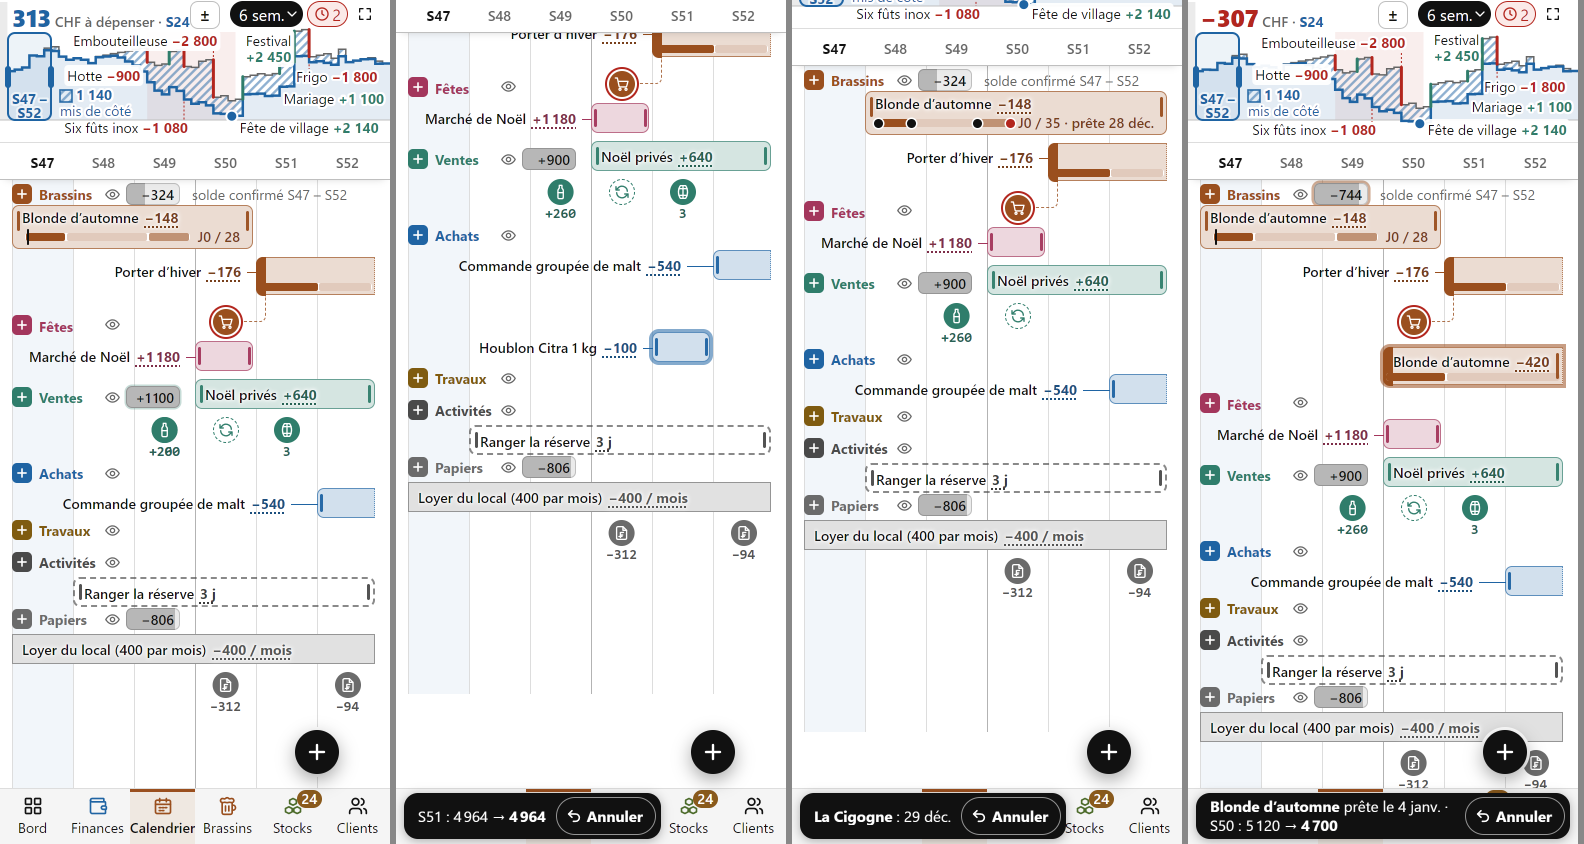 313 CHF à dépenser · S24
±
6 sem.
2
Embouteilleuse −2 800
Festival
+2 450
Hotte −900
Frigo −1 800
1 140
mis de côté
Mariage +1 100
S47 –
S52
Six fûts inox −1 080
Fête de village +2 140
S47 S48 S49 S50 S51 S52
Brassins −324 solde confirmé S47 – S52
Blonde d’automne −148
J0 / 28
Porter d’hiver −176
Fêtes
Marché de Noël +1180
Ventes +1100 Noël privés +640
3
Achats
Commande groupée de malt −540
Travaux
Activités
Ranger la réserve 3 j
Papiers −806
Loyer du local (400 par mois) −400 / mois
−312 −94
+
Bord Finances Calendrier Brassins Stocks Clients
24
S47 S48 S49 S50 S51 S52
Porter d’hiver −176
Fêtes
Marché de Noël +1180
Ventes +900 Noël privés +640
+260 3
Achats
Commande groupée de malt −540
Houblon Citra 1 kg −100
Travaux
Activités
Ranger la réserve 3 j
Papiers −806
Loyer du local (400 par mois) −400 / mois
−312 −94
+
S51 : 4 964 → 4 964 Annuler
24
Stocks Clients
Six fûts inox −1 080
Fête de village +2 140
S47 S48 S49 S50 S51 S52
Brassins −324 solde confirmé S47 – S52
Blonde d’automne −148
J0 / 35 · prête 28 déc.
Porter d’hiver −176
Fêtes
Marché de Noël +1180
Ventes +900 Noël privés +640
+260
Achats
Commande groupée de malt −540
Travaux
Activités
Ranger la réserve 3 j
Papiers −806
Loyer du local (400 par mois) −400 / mois
−312 −94
+
La Cigogne : 29 déc. Annuler
24
Stocks Clients
−307 CHF · S24
±
6 sem.
2
Embouteilleuse −2 800
Festival
+2 450
Hotte −900
Frigo −1 800
1 140
mis de côté
Mariage +1 100
S47 –
S52
Six fûts inox −1 080
Fête de village +2 140
S47 S48 S49 S50 S51 S52
Brassins −744 solde confirmé S47 – S52
Blonde d’automne −148
J0 / 28
Porter d’hiver −176
Blonde d’automne −420
Fêtes
Marché de Noël +1180
Ventes +900 Noël privés +640
+260 3
Achats
Commande groupée de malt −540
Travaux
Activités
Ranger la réserve 3 j
Papiers −806
Loyer du local (400 par mois) −400 / mois
−312 −94
+
Blonde d’automne prête le 4 janv. ·
S50 : 5 120 → 4 700
Annuler